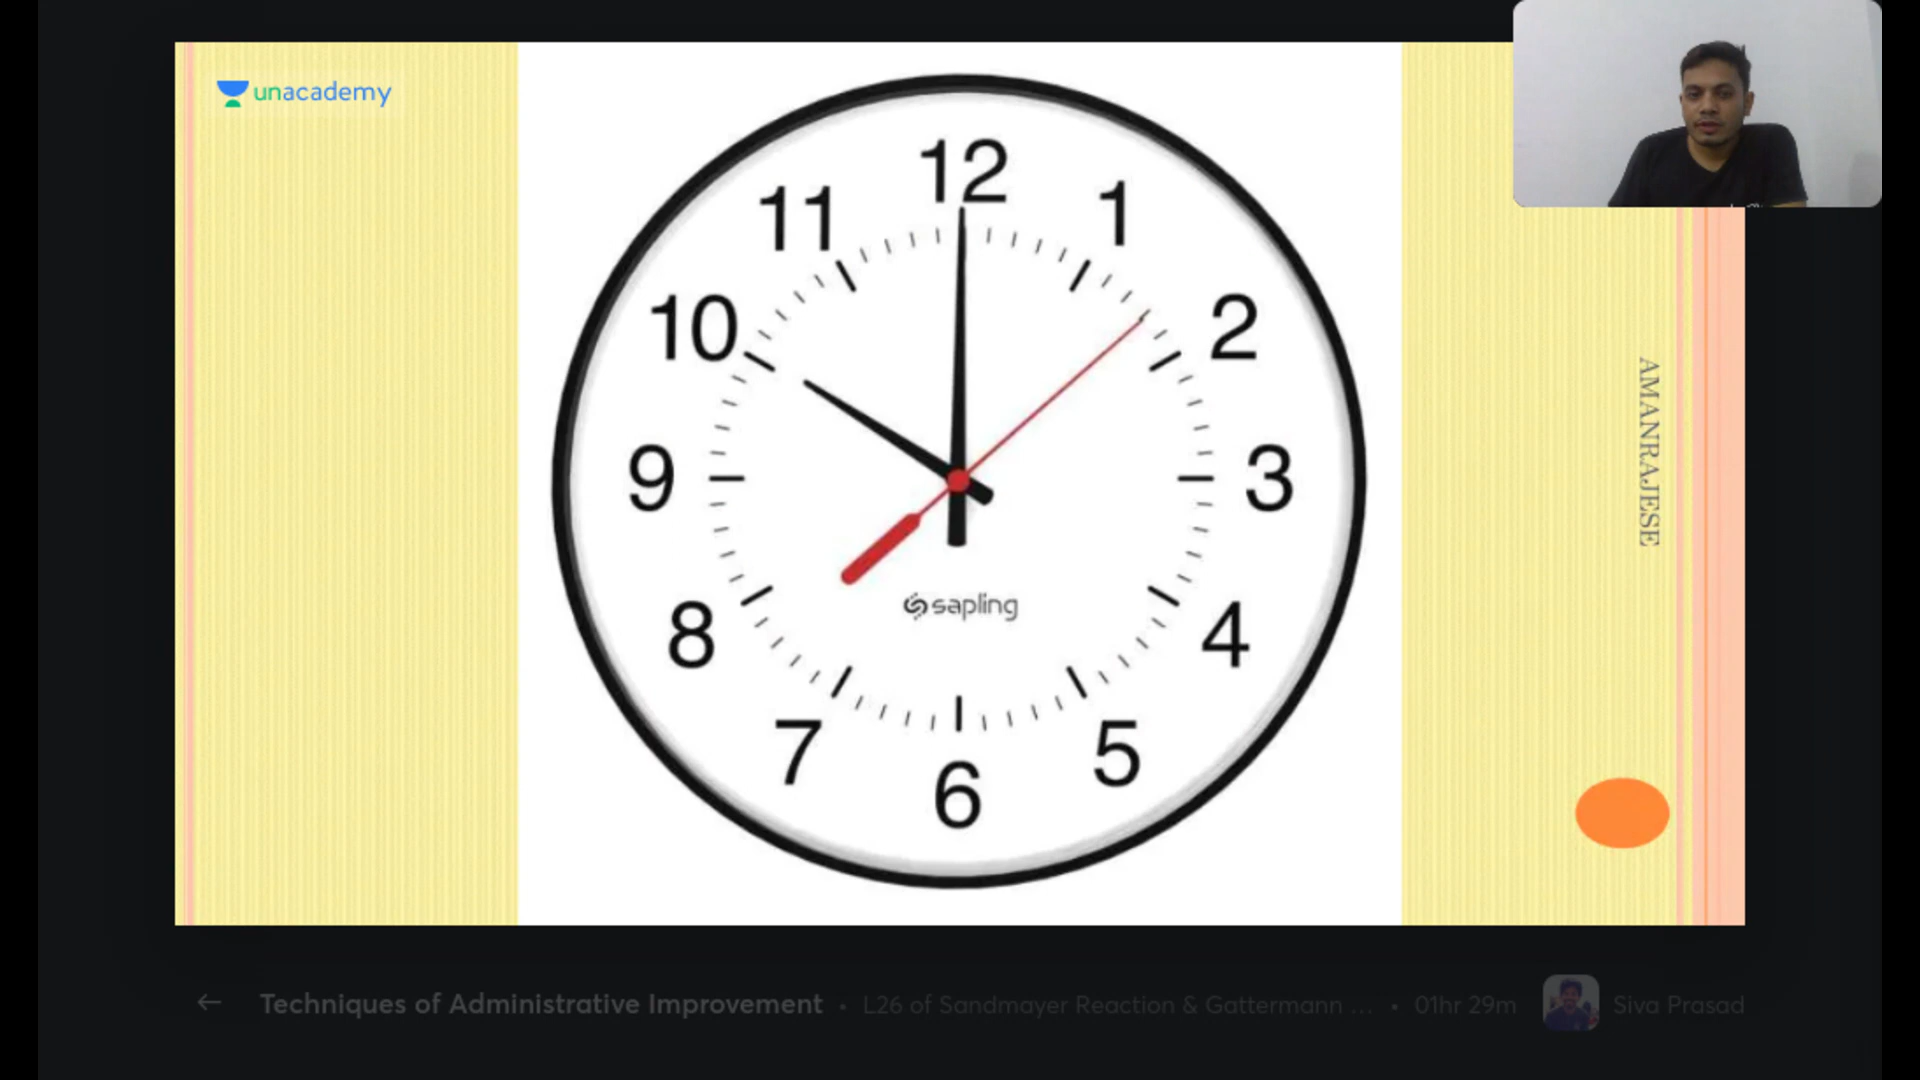 unacademy
12
11
1
10
2
9
3
8
4
7
5
6
sapling
AMANRAJESE
Techniques of Administrative Improvement • L26 of Sandmayer Reaction & Gattermann ... • 01hr 29m
Siva Prasad